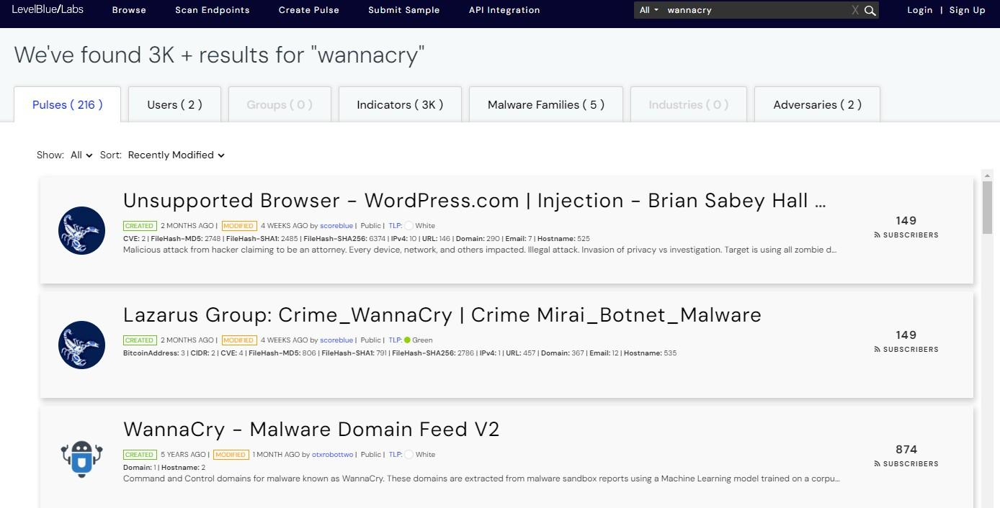 LevelBlue/Labs Browse Scan Endpoints Create Pulse Submit Sample API Integration All wannacry X Login | Sign Up
We've found 3K + results for "wannacry"
Pulses ( 216 ) Users ( 2 ) Groups ( 0 ) Indicators ( 3K ) Malware Families ( 5 ) Industries ( 0 ) Adversaries ( 2 )
Show: All Sort: Recently Modified
Unsupported Browser - WordPress.com | Injection - Brian Sabey Hall ...
CREATED 2 MONTHS AGO | MODIFIED 4 WEEKS AGO by scoreblue | Public | TLP: White
CVE: 2 | FileHash-MD5: 2748 | FileHash-SHA1: 2485 | FileHash-SHA256: 6374 | IPv4: 10 | URL: 146 | Domain: 290 | Email: 7 | Hostname: 525
Malicious attack from hacker claiming to be an attorney. Every device, network, and others impacted. Illegal attack. Invasion of privacy vs investigation. Target is using all zombie d...
149
SUBSCRIBERS
Lazarus Group: Crime_WannaCry | Crime Mirai_Botnet_Malware
CREATED 2 MONTHS AGO | MODIFIED 4 WEEKS AGO by scoreblue | Public | TLP: Green
BitcoinAddress: 3 | CIDR: 2 | CVE: 4 | FileHash-MD5: 806 | FileHash-SHA1: 791 | FileHash-SHA256: 2786 | IPv4: 1 | URL: 457 | Domain: 367 | Email: 12 | Hostname: 535
149
SUBSCRIBERS
WannaCry - Malware Domain Feed V2
CREATED 5 YEARS AGO | MODIFIED 1 MONTH AGO by otxrobottwo | Public | TLP: White
Domain: 1 | Hostname: 2
Command and Control domains for malware known as WannaCry. These domains are extracted from malware sandbox reports using a Machine Learning model trained on a corpu...
874
SUBSCRIBERS